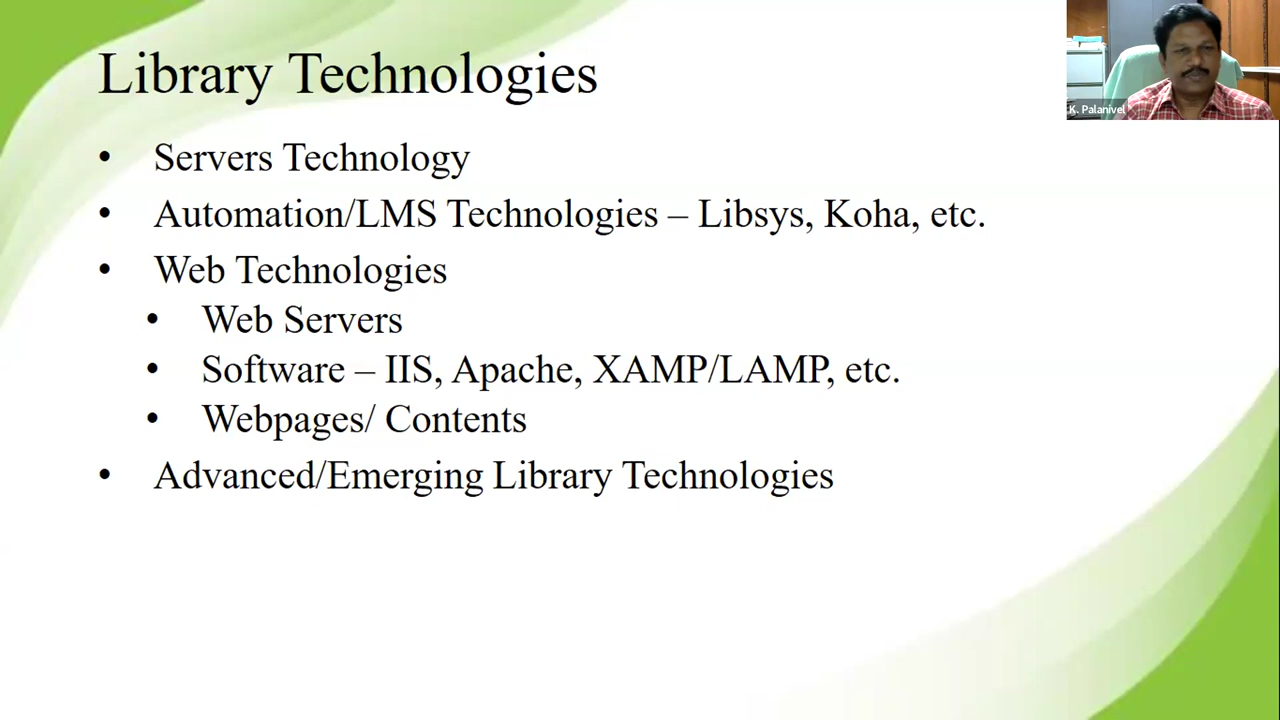 Library Technologies
K. Palanivel
• Servers Technology
• Automation/LMS Technologies – Libsys, Koha, etc.
• Web Technologies
• Web Servers
• Software – IIS, Apache, XAMP/LAMP, etc.
• Webpages/ Contents
• Advanced/Emerging Library Technologies